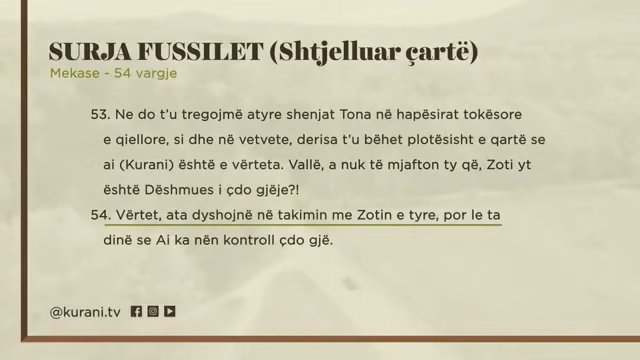 SURJA FUSSILET (Shtjelluar çartë)
Mekase - 54 vargje
53. Ne do t'u tregojmë atyre shenjat Tona në hapësirat tokësore
e qiellore, si dhe në vetvete, derisa t'u bëhet plotësisht e qartë se
ai (Kurani) është e vërteta. Vallë, a nuk të mjafton ty që, Zoti yt
është Dëshmues i çdo gjëje?!
54. Vërtet, ata dyshojnë në takimin me Zotin e tyre, por le ta
dinë se Ai ka nën kontroll çdo gjë.
@kurani.tv